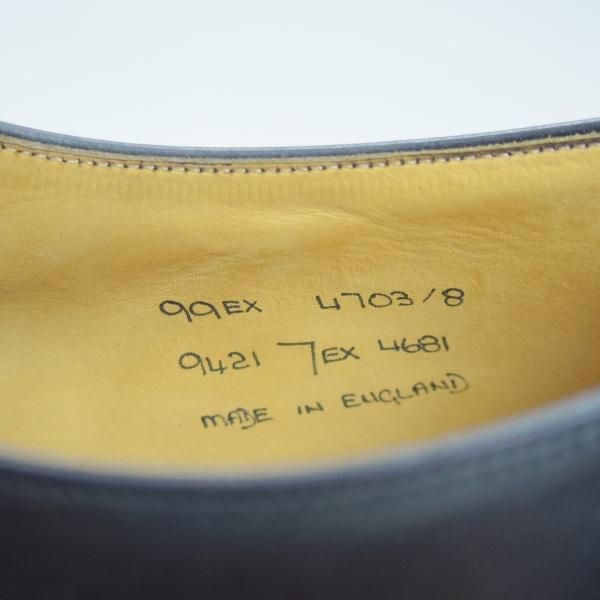 99EX 4703/8
9421 7EX 4681
MADE IN ENGLAND